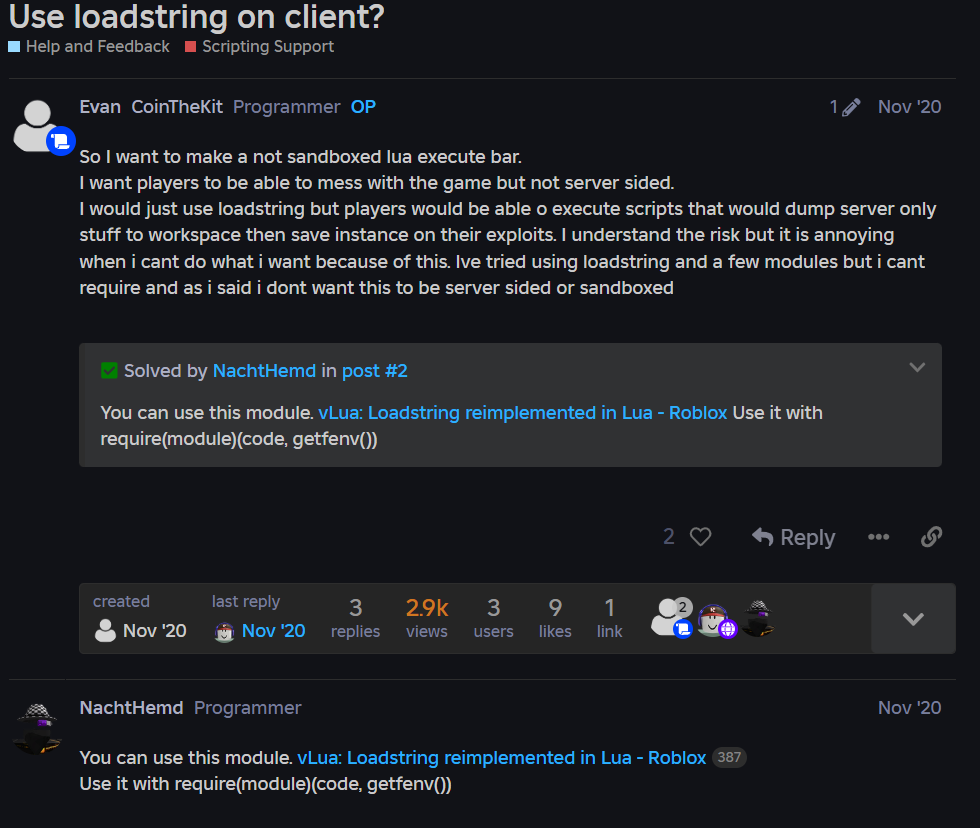 Use loadstring on client?
Help and Feedback Scripting Support
Evan CoinTheKit Programmer OP 1 Nov '20
So I want to make a not sandboxed lua execute bar.
I want players to be able to mess with the game but not server sided.
I would just use loadstring but players would be able o execute scripts that would dump server only
stuff to workspace then save instance on their exploits. I understand the risk but it is annoying
when i cant do what i want because of this. Ive tried using loadstring and a few modules but i cant
require and as i said i dont want this to be server sided or sandboxed
Solved by NachtHemd in post #2
You can use this module. vLua: Loadstring reimplemented in Lua - Roblox Use it with
require(module)(code, getfenv())
2 Reply
created last reply 3 2.9k 3 9 1 2
Nov '20 Nov '20 replies views users likes link
NachtHemd Programmer Nov '20
You can use this module. vLua: Loadstring reimplemented in Lua - Roblox 387
Use it with require(module)(code, getfenv())